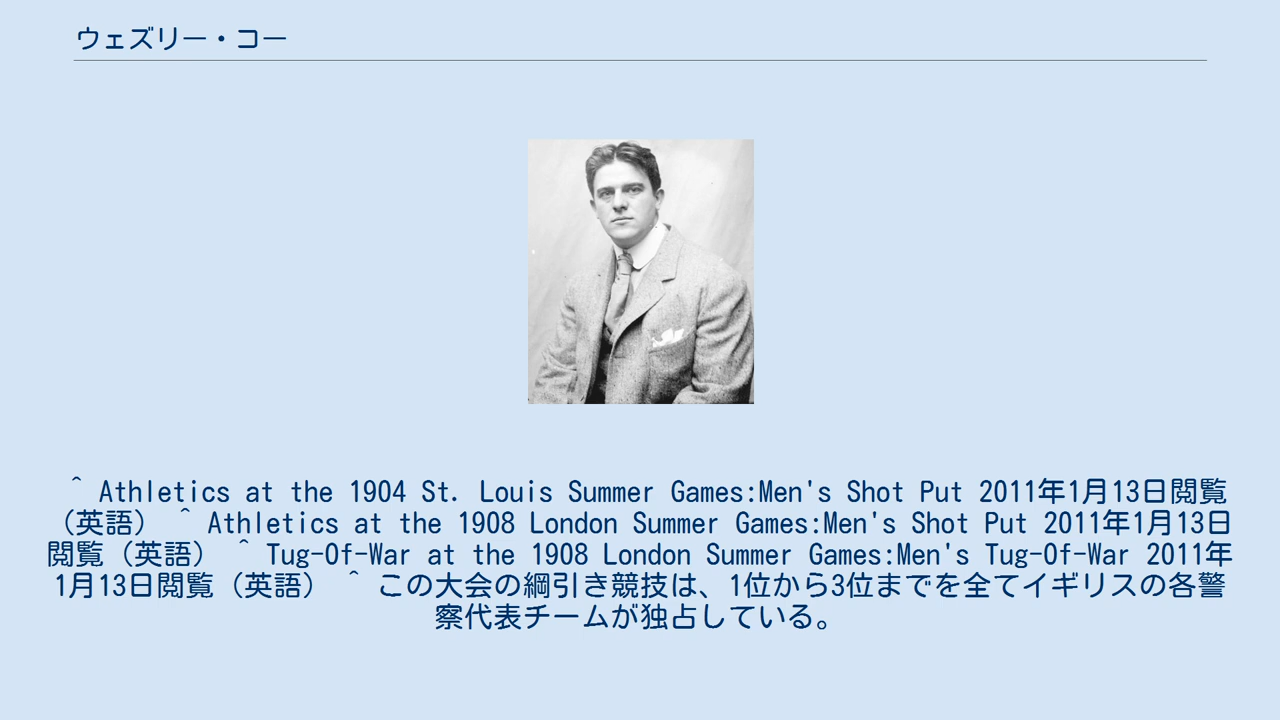 ウェズリー・コー
^ Athletics at the 1904 St. Louis Summer Games:Men's Shot Put 2011年1月13日閲覧
（英語） ^ Athletics at the 1908 London Summer Games:Men's Shot Put 2011年1月13日
閲覧（英語） ^ Tug-Of-War at the 1908 London Summer Games:Men's Tug-Of-War 2011年
1月13日閲覧（英語） ^ この大会の綱引き競技は、1位から3位までを全てイギリスの各警
察代表チームが独占している。